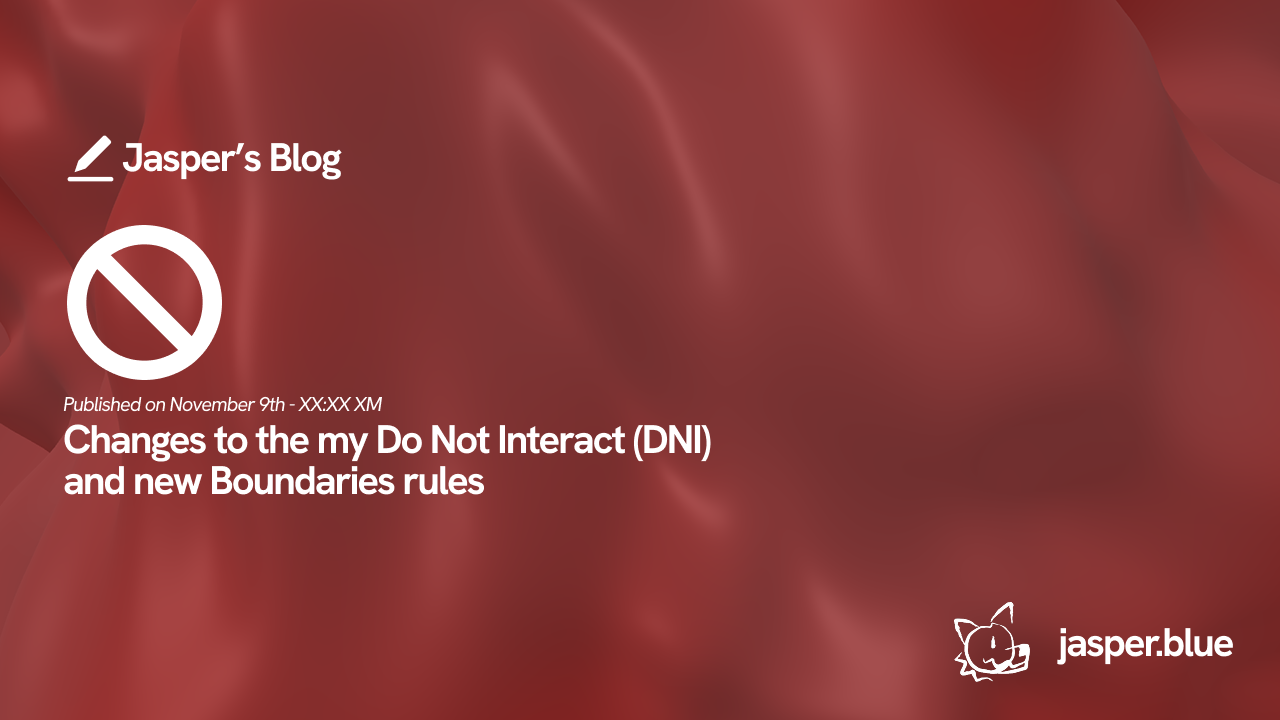 Jasper’s Blog
Published on November 9th - XX:XX XM
Changes to the my Do Not Interact (DNI)
and new Boundaries rules
jasper.blue